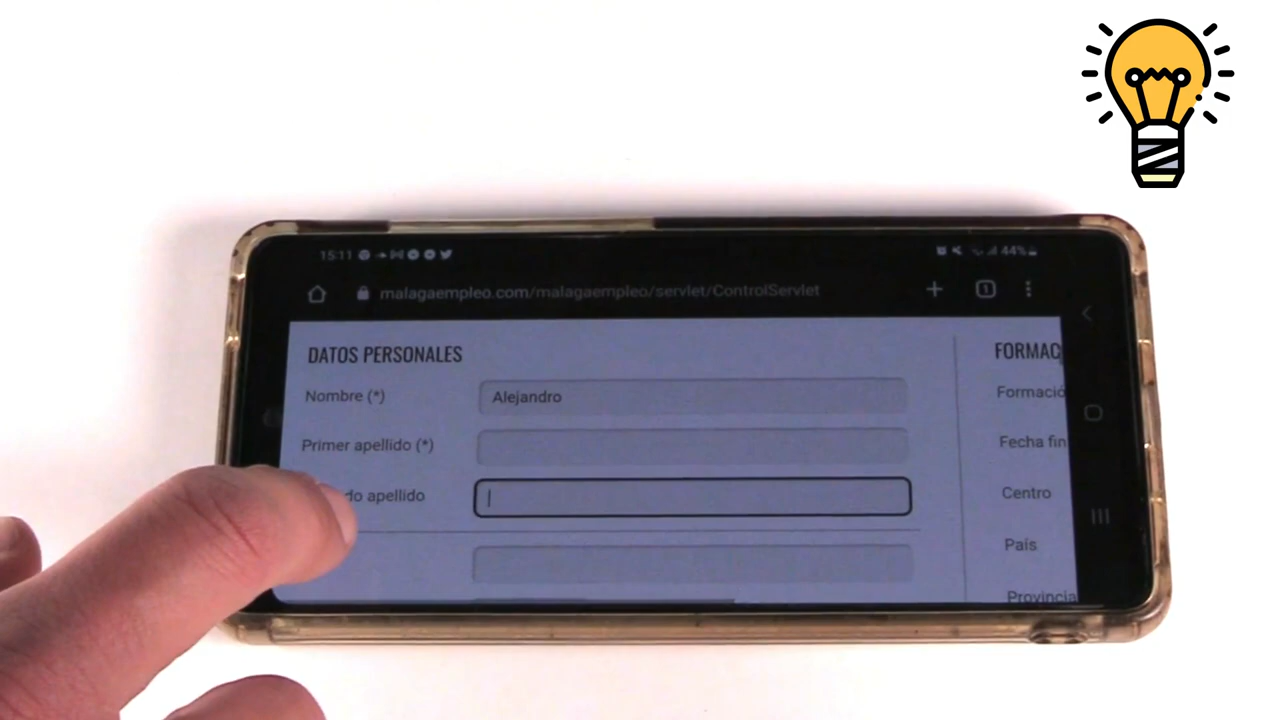 15:11
44%
malagaempleo.com/malagaempleo/servlet/ControlServlet
1
DATOS PERSONALES
Nombre (*) Alejandro
Primer apellido (*)
do apellido
FORMAC
Formació
Fecha fin
Centro
País
Provincia